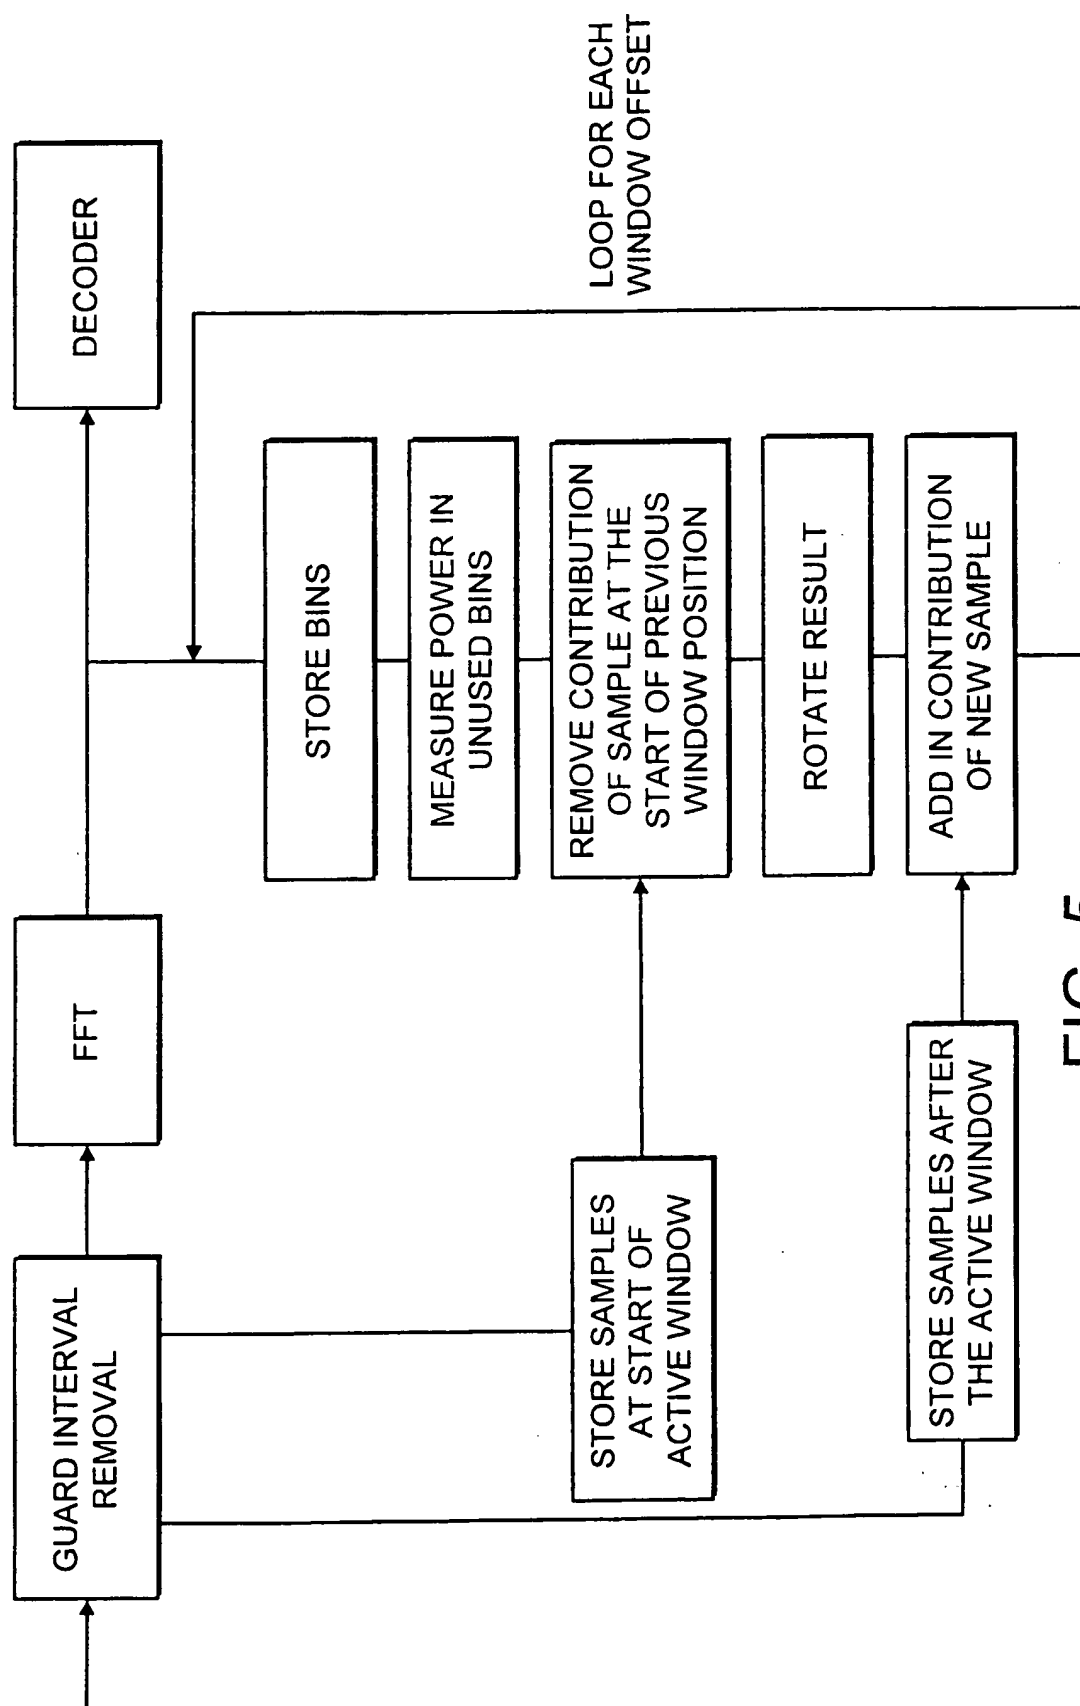 GUARD INTERVAL
REMOVAL
FFT
DECODER
STORE BINS
MEASURE POWER IN
UNUSED BINS
STORE SAMPLES
AT START OF
ACTIVE WINDOW
REMOVE CONTRIBUTION
OF SAMPLE AT THE
START OF PREVIOUS
WINDOW POSITION
LOOP FOR EACH
WINDOW OFFSET
ROTATE RESULT
STORE SAMPLES AFTER
THE ACTIVE WINDOW
ADD IN CONTRIBUTION
OF NEW SAMPLE